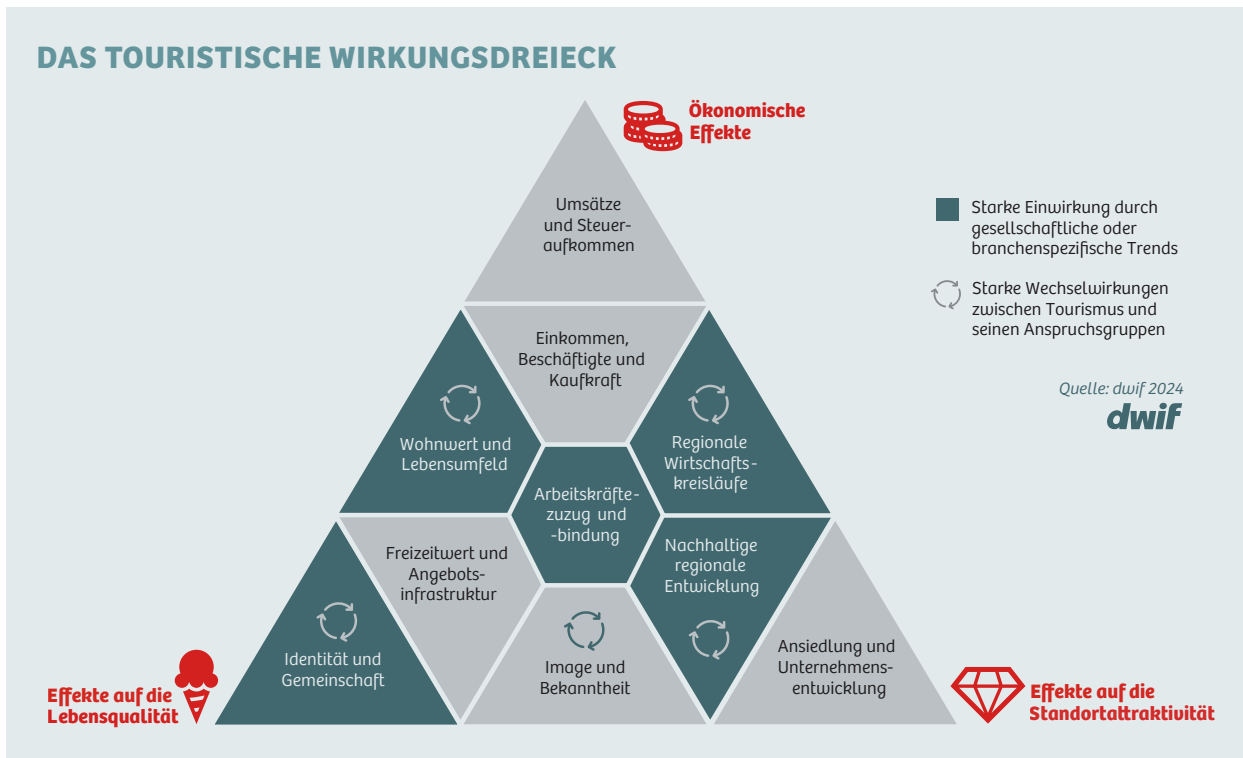 DAS TOURISTISCHE WIRKUNGSDREIECK
Ökonomische
Effekte
Umsätze
und Steuer-
aufkommen
Starke Einwirkung durch
gesellschaftliche oder
branchenspezifische Trends
Starke Wechselwirkungen
zwischen Tourismus und
seinen Anspruchsgruppen
Quelle: dwif 2024
dwif
Einkommen,
Beschäftigte und
Kaufkraft
Wohnwert und
Lebensumfeld
Regionale
Wirtschafts-
kreisläufe
Arbeitskräfte-
zuzug und
-bindung
Freizeitwert und
Angebots-
infrastruktur
Nachhaltige
regionale
Entwicklung
Identität und
Gemeinschaft
Image und
Bekanntheit
Ansiedlung und
Unternehmens-
entwicklung
Effekte auf die
Lebensqualität
Effekte auf die
Standortattraktivität